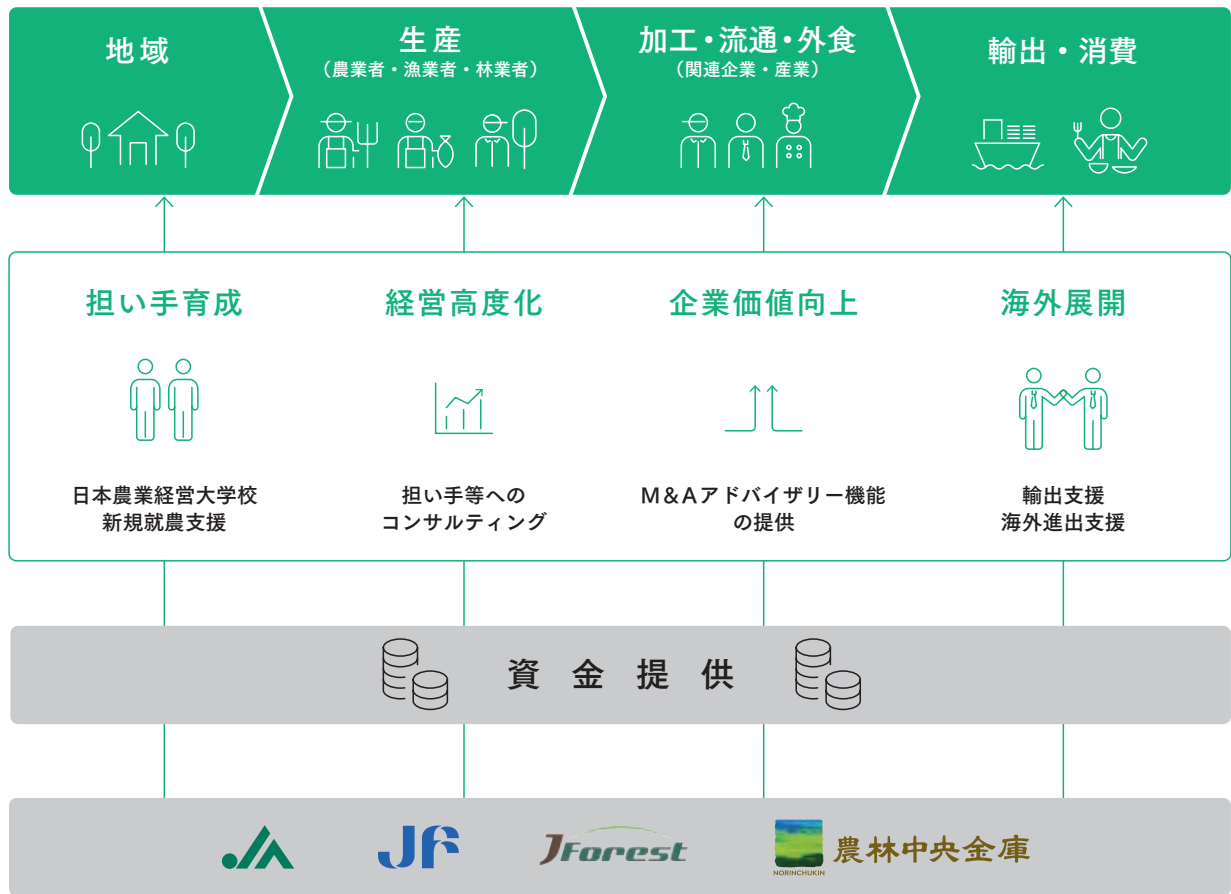 地域
生産
（農業者・漁業者・林業者）
加工・流通・外食
（関連企業・産業）
輸出・消費
担い手育成
経営高度化
企業価値向上
海外展開
日本農業経営大学校
新規就農支援
担い手等への
コンサルティング
M&Aアドバイザリー機能
の提供
輸出支援
海外進出支援
資金提供
JA
JF
JForest
NORINCHUKIN
農林中央金庫